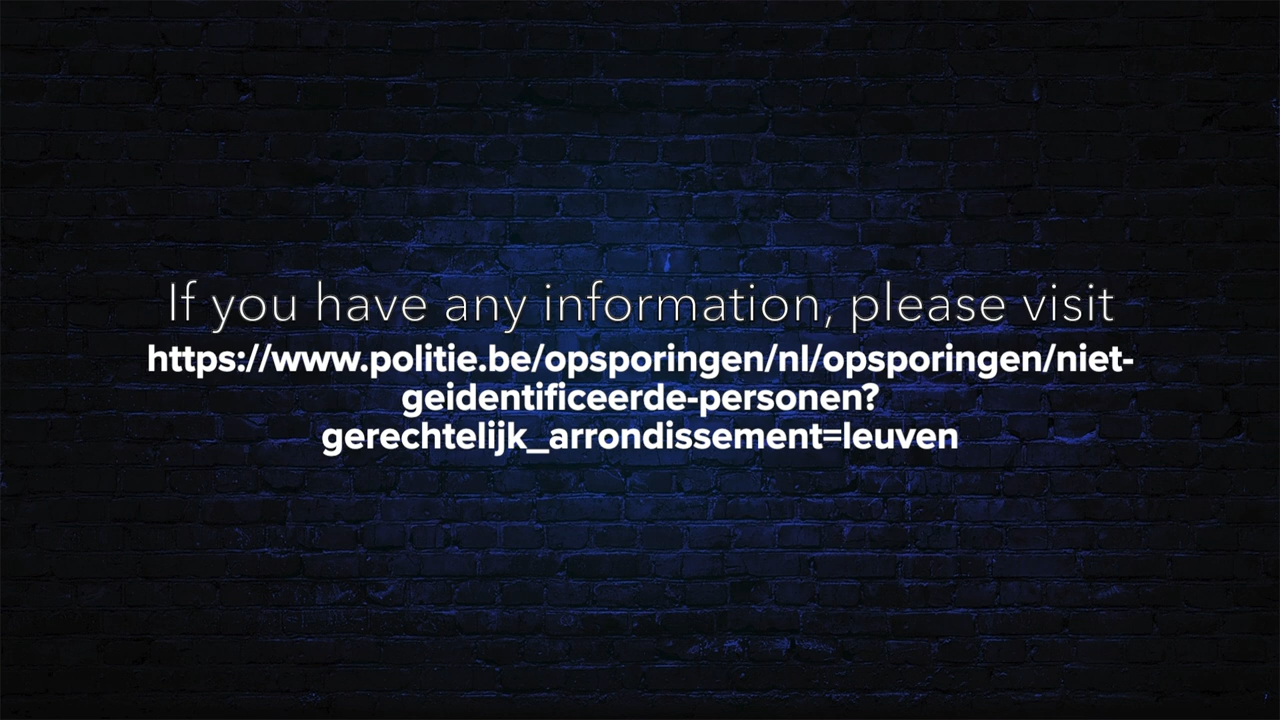 If you have any information, please visit
https://www.politie.be/opsporingen/nl/opsporingen/niet-
geidentificeerde-personen?
gerechtelijk_arrondissement=leuven